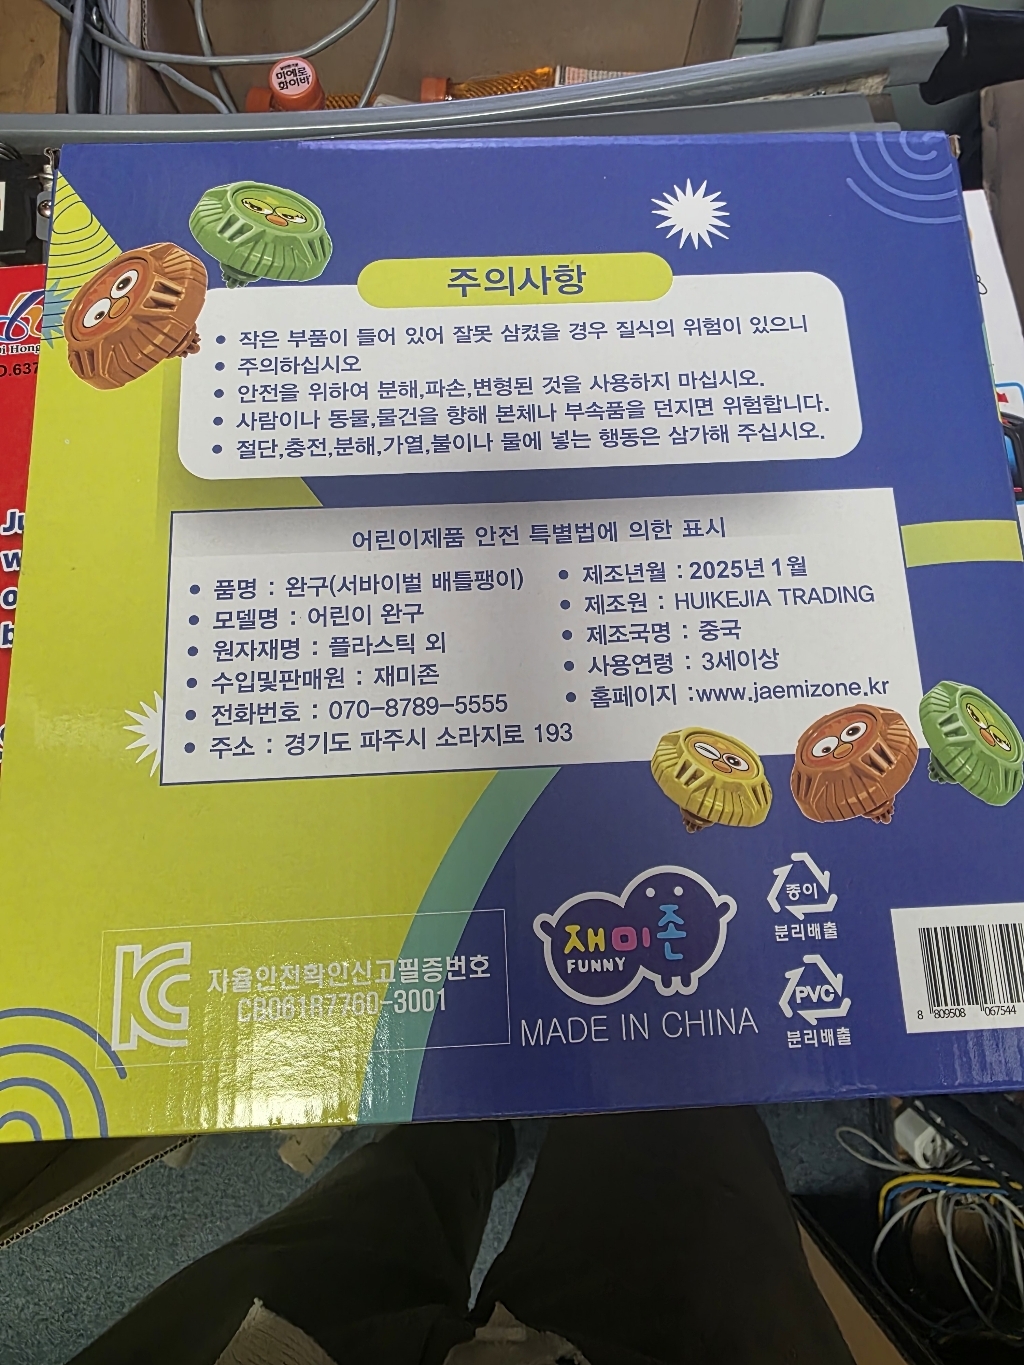 미에로
화이바
주의사항
• 작은 부품이 들어 있어 잘못 삼켰을 경우 질식의 위험이 있으니
• 주의하십시오
• 안전을 위하여 분해,파손,변형된 것을 사용하지 마십시오.
• 사람이나 동물,물건을 향해 본체나 부속품을 던지면 위험합니다.
• 절단,충전,분해,가열,불이나 물에 넣는 행동은 삼가해 주십시오.
어린이제품 안전 특별법에 의한 표시
• 품명 : 완구(서바이벌 배틀팽이)
• 모델명 : 어린이 완구
• 원자재명 : 플라스틱 외
• 수입및판매원 : 재미존
• 전화번호 : 070-8789-5555
• 주소 : 경기도 파주시 소라지로 193
• 제조년월 : 2025년 1월
• 제조원 : HUIKEJIA TRADING
• 제조국명 : 중국
• 사용연령 : 3세이상
• 홈페이지 :www.jaemizone.kr
KC
자율안전확인신고필증번호
CB061R7760-3001
재미존
FUNNY
MADE IN CHINA
종이
분리배출
PVC
분리배출
8 809508 067544